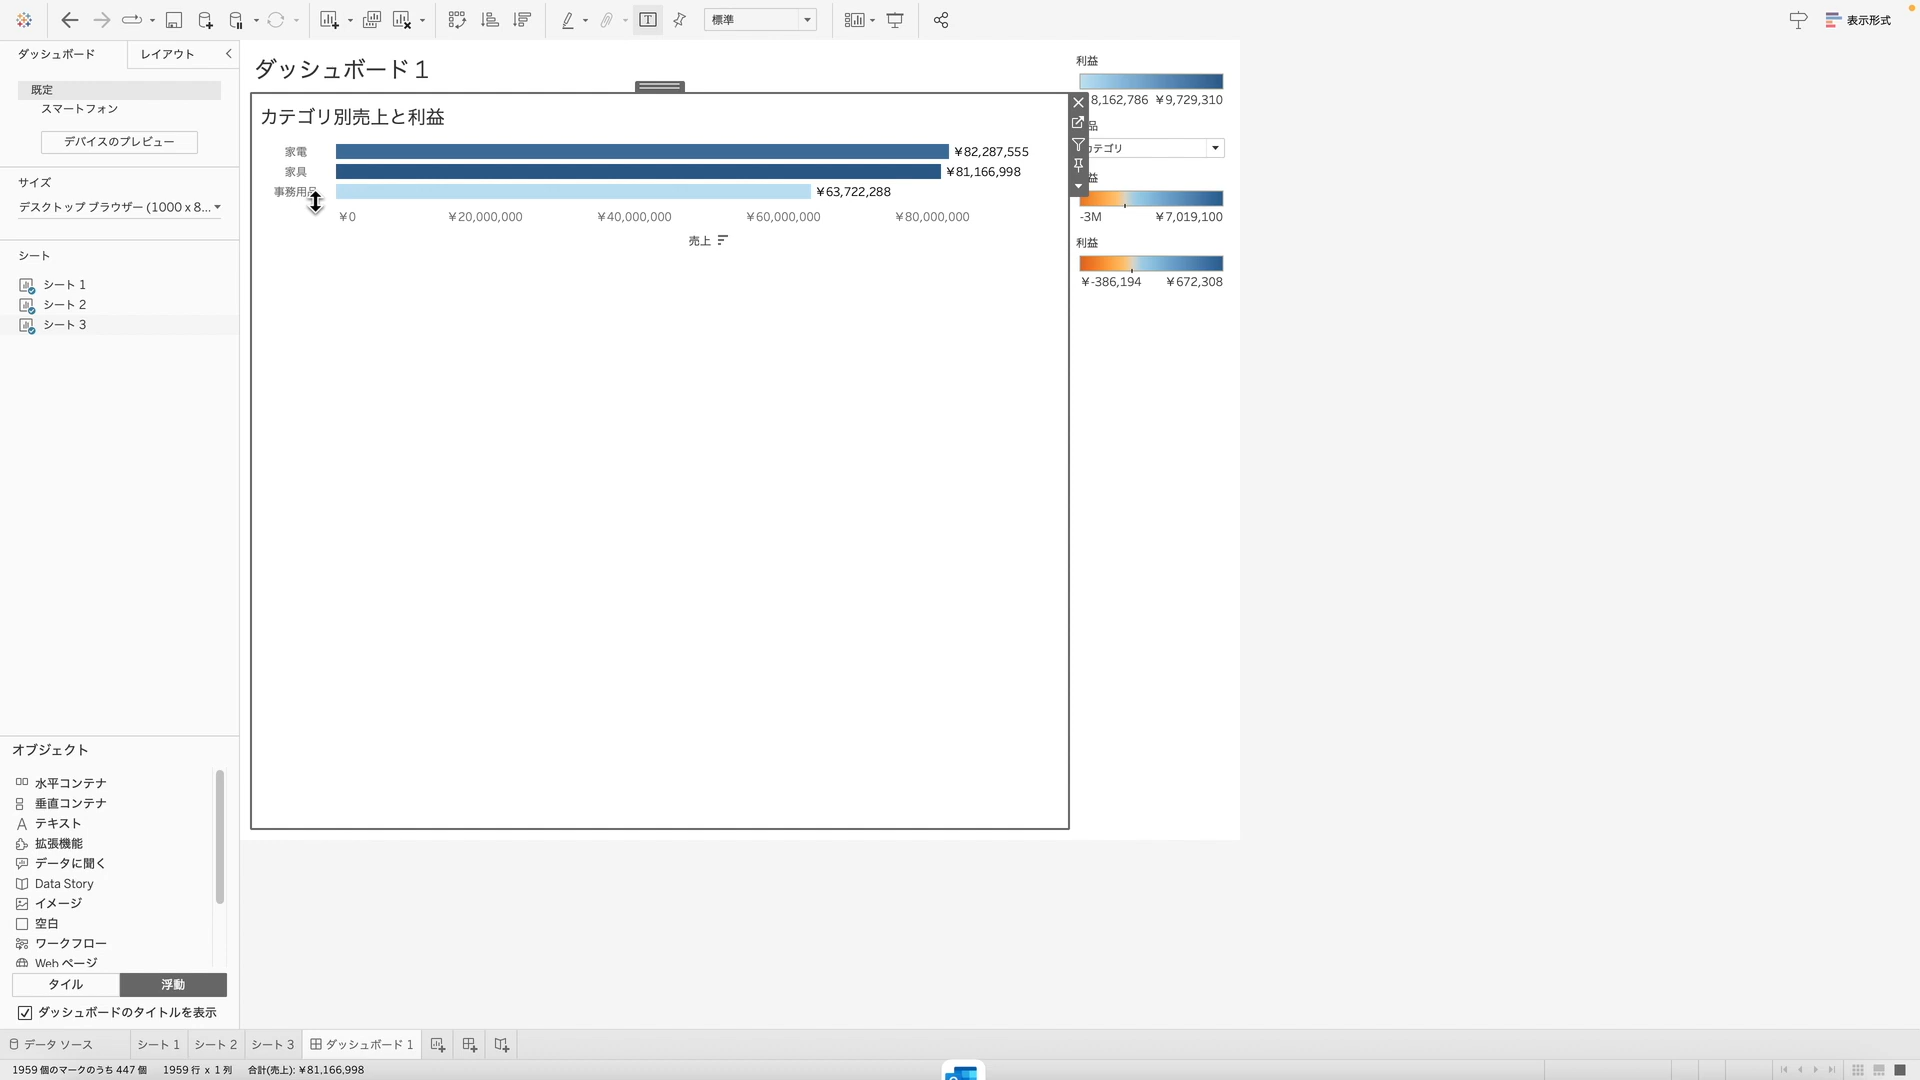 標準
表示形式
ダッシュボード
レイアウト
既定
スマートフォン
デバイスのプレビュー
サイズ
デスクトップ ブラウザー (1000 x 8...
シート
シート 1
シート 2
シート 3
オブジェクト
水平コンテナ
垂直コンテナ
テキスト
拡張機能
データに聞く
Data Story
イメージ
空白
ワークフロー
Web ページ
タイル
浮動
ダッシュボードのタイトルを表示
ダッシュボード 1
カテゴリ別売上と利益
家電
¥82,287,555
家具
¥81,166,998
事務用品
¥63,722,288
¥0
¥20,000,000
¥40,000,000
¥60,000,000
¥80,000,000
売上
利益
8,162,786
¥9,729,310
品
カテゴリ
益
-3M
¥7,019,100
利益
¥-386,194
¥672,308
データ ソース
シート 1
シート 2
シート 3
ダッシュボード 1
1959 個のマークのうち 447 個
1959 行 x 1 列
合計(売上): ¥81,166,998